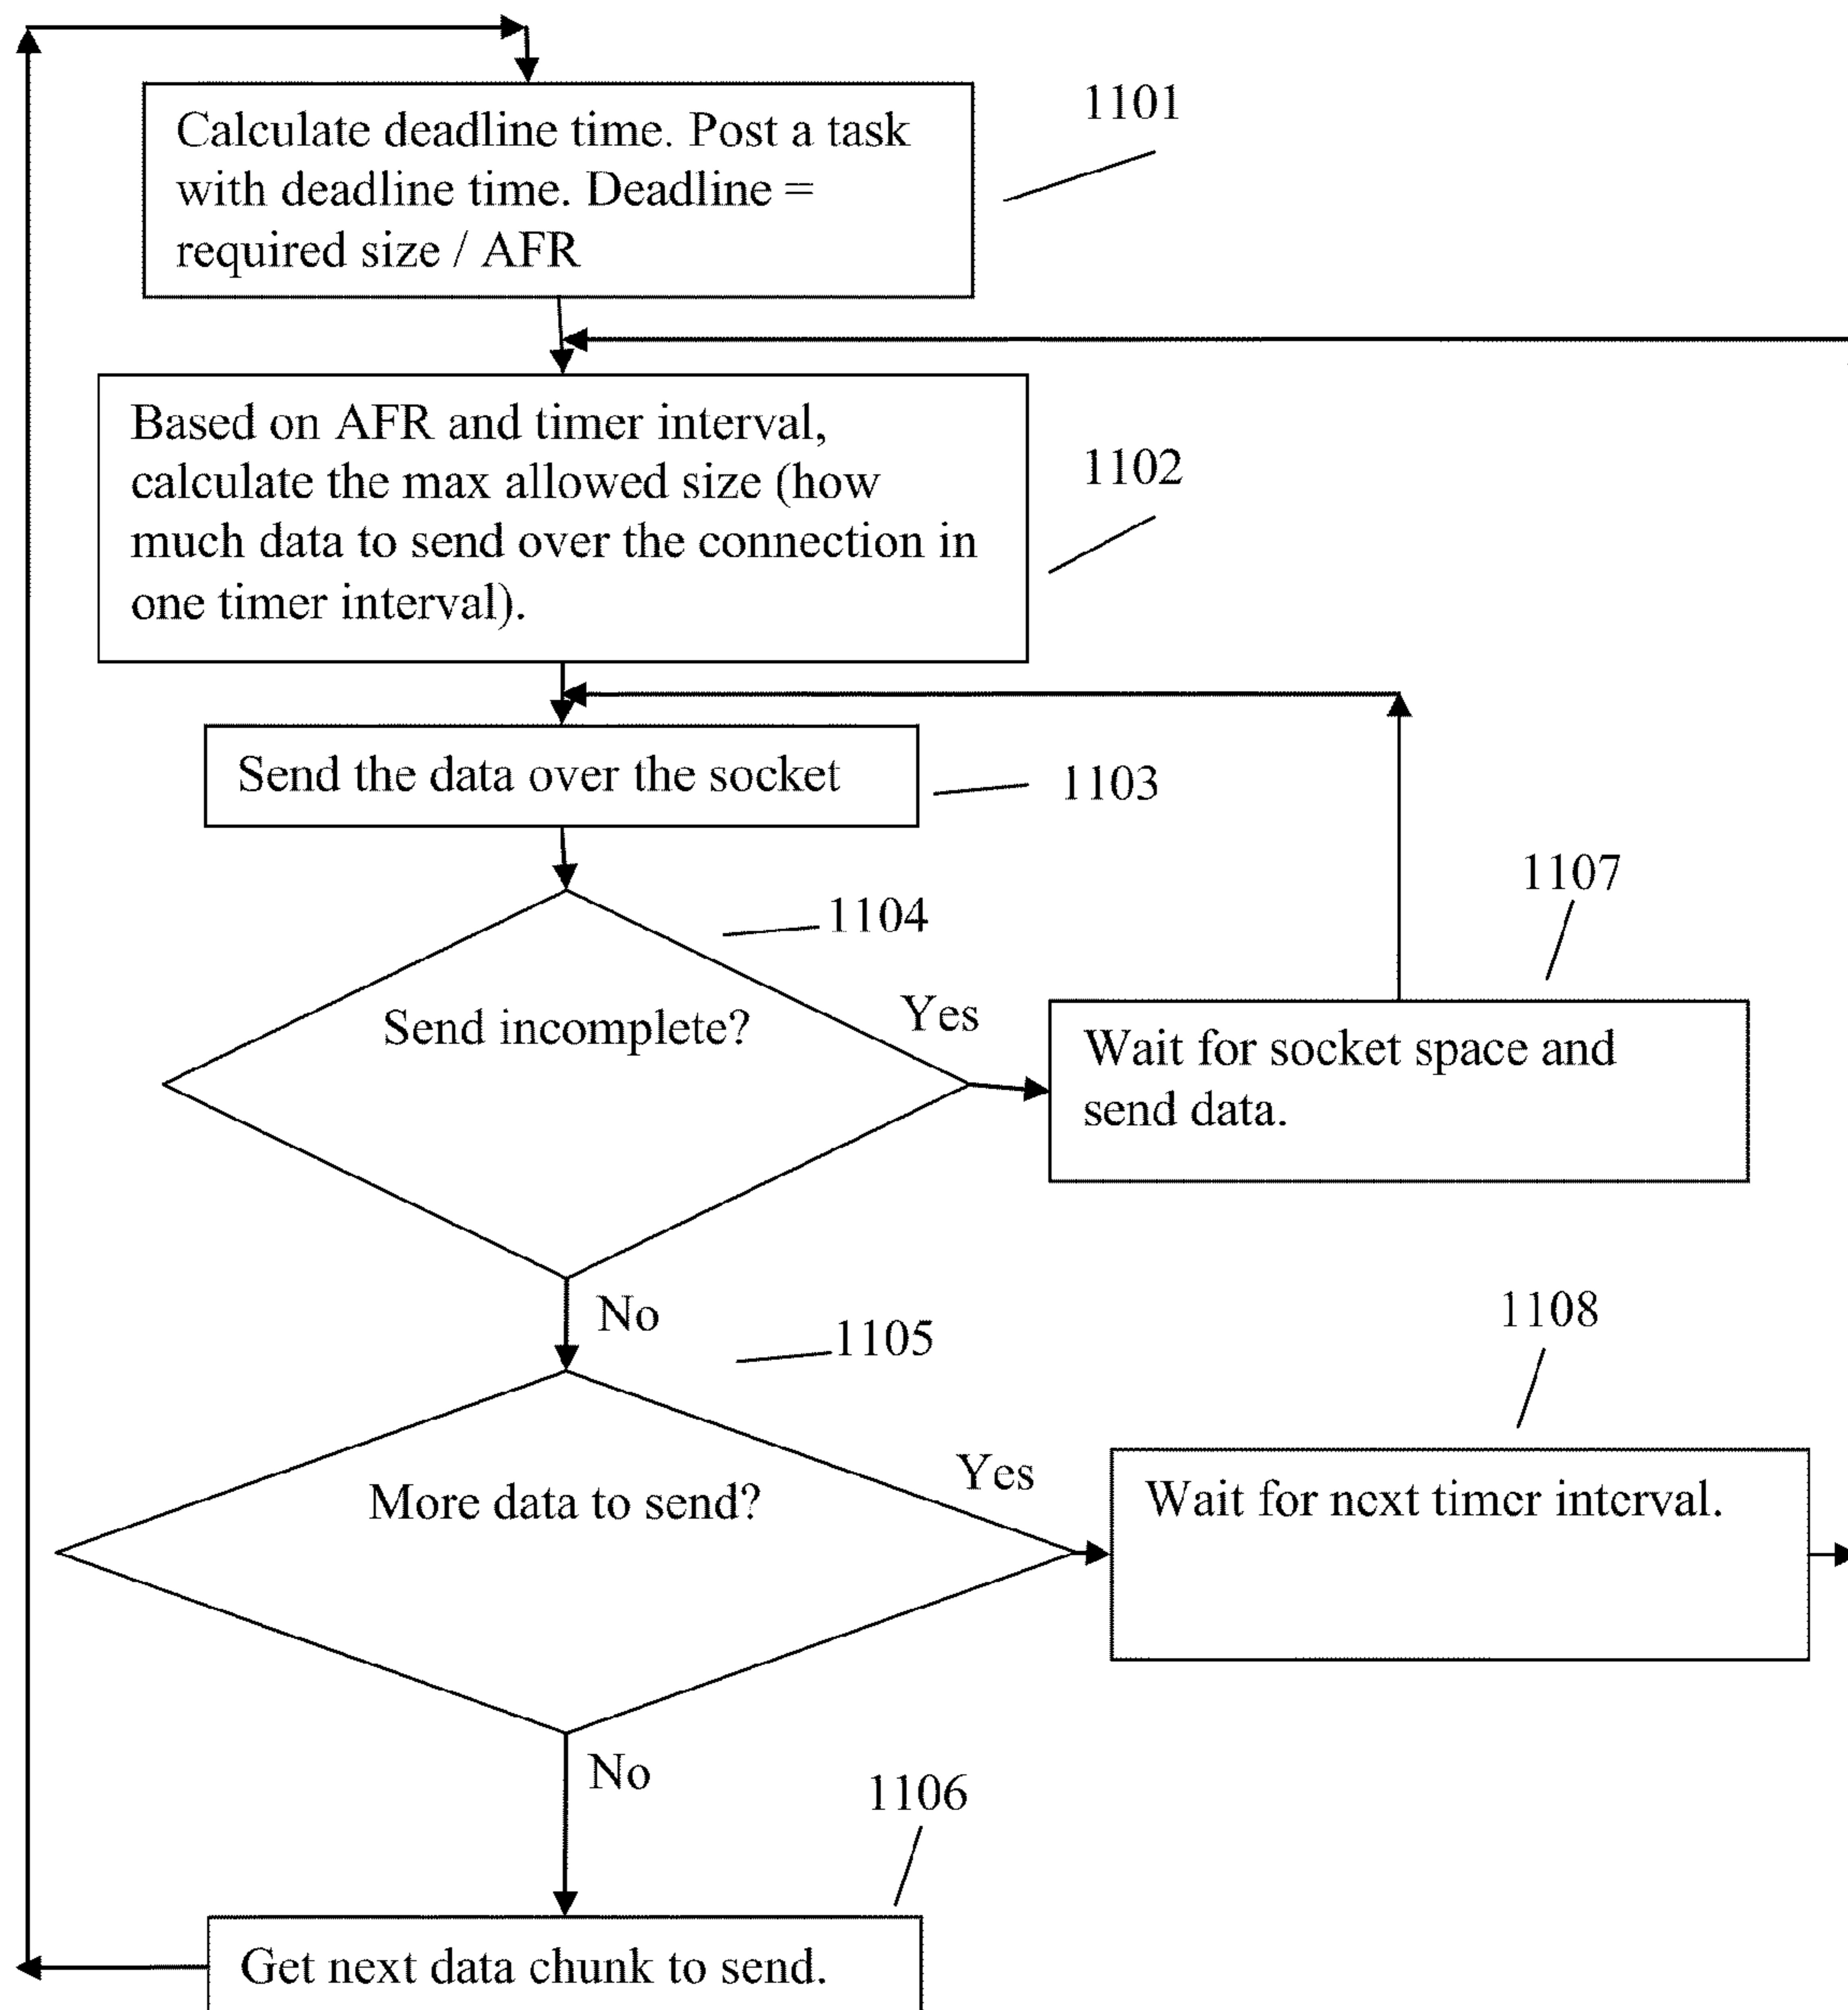 Calculate deadline time. Post a task
with deadline time. Deadline =
required size / AFR
1101
Based on AFR and timer interval,
calculate the max allowed size (how
much data to send over the connection in
one timer interval).
1102
Send the data over the socket
1103
1104
Send incomplete?
Yes
1107
Wait for socket space and
send data.
No
1105
More data to send?
Yes
1108
Wait for next timer interval.
No
1106
Get next data chunk to send.